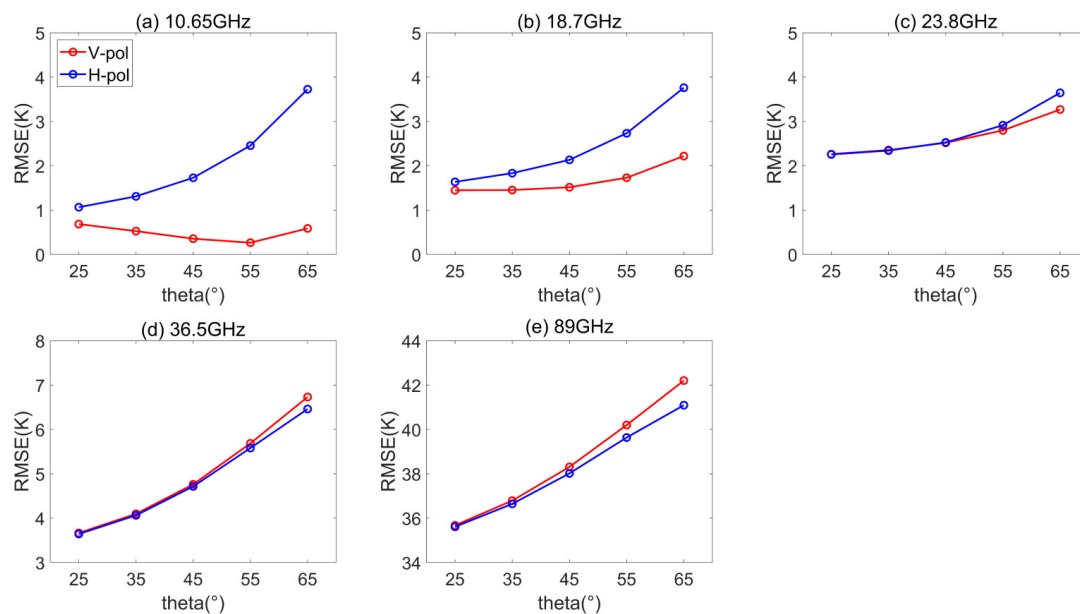 (a) 10.65GHz
V-pol
H-pol
RMSE(K)
5
4
3
2
1
0
25 35 45 55 65
theta(°)
(b) 18.7GHz
RMSE(K)
5
4
3
2
1
0
25 35 45 55 65
theta(°)
(c) 23.8GHz
RMSE(K)
5
4
3
2
1
0
25 35 45 55 65
theta(°)
(d) 36.5GHz
RMSE(K)
8
7
6
5
4
3
25 35 45 55 65
theta(°)
(e) 89GHz
RMSE(K)
44
42
40
38
36
34
25 35 45 55 65
theta(°)